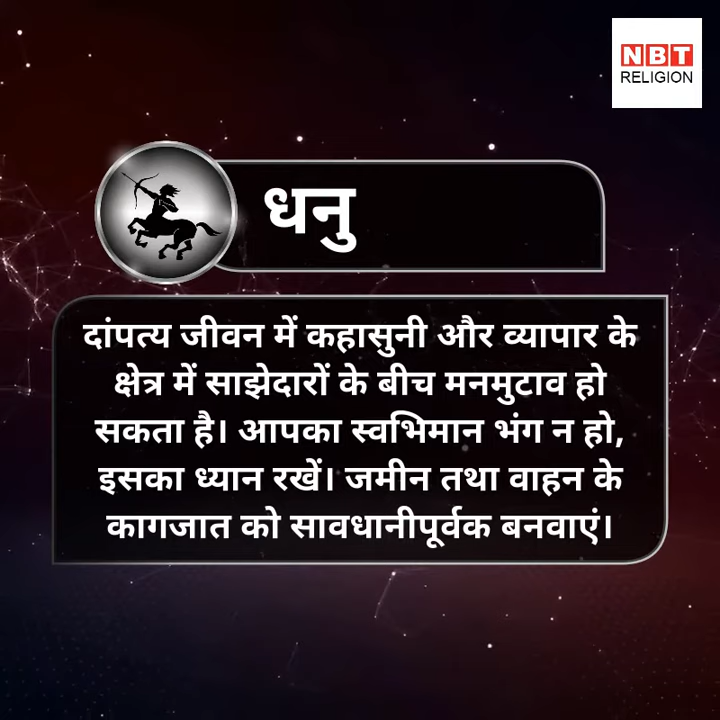 NBT
RELIGION
धनु
दांपत्य जीवन में कहासुनी और व्यापार के
क्षेत्र में साझेदारों के बीच मनमुटाव हो
सकता है। आपका स्वभिमान भंग न हो,
इसका ध्यान रखें। जमीन तथा वाहन के
कागजात को सावधानीपूर्वक बनवाएं।